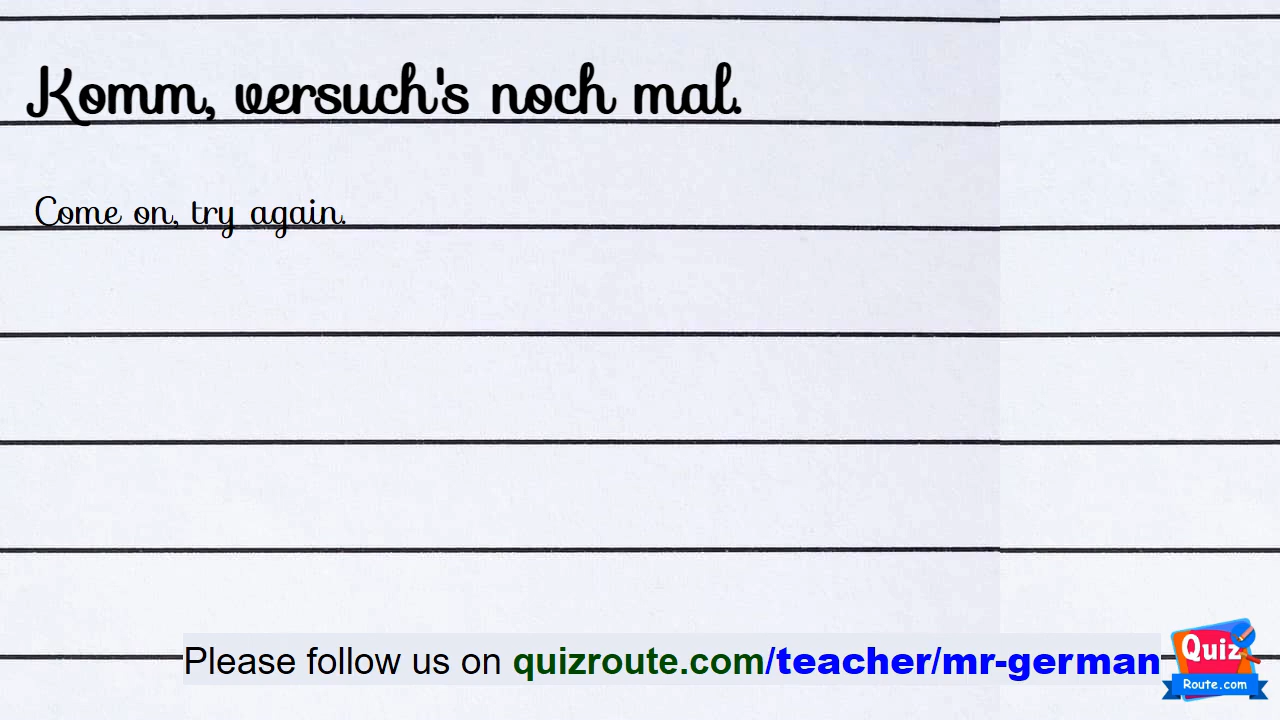 Komm, versuch's noch mal.
Come on, try again.
Please follow us on quizroute.com/teacher/mr-german
Quiz
Route.com